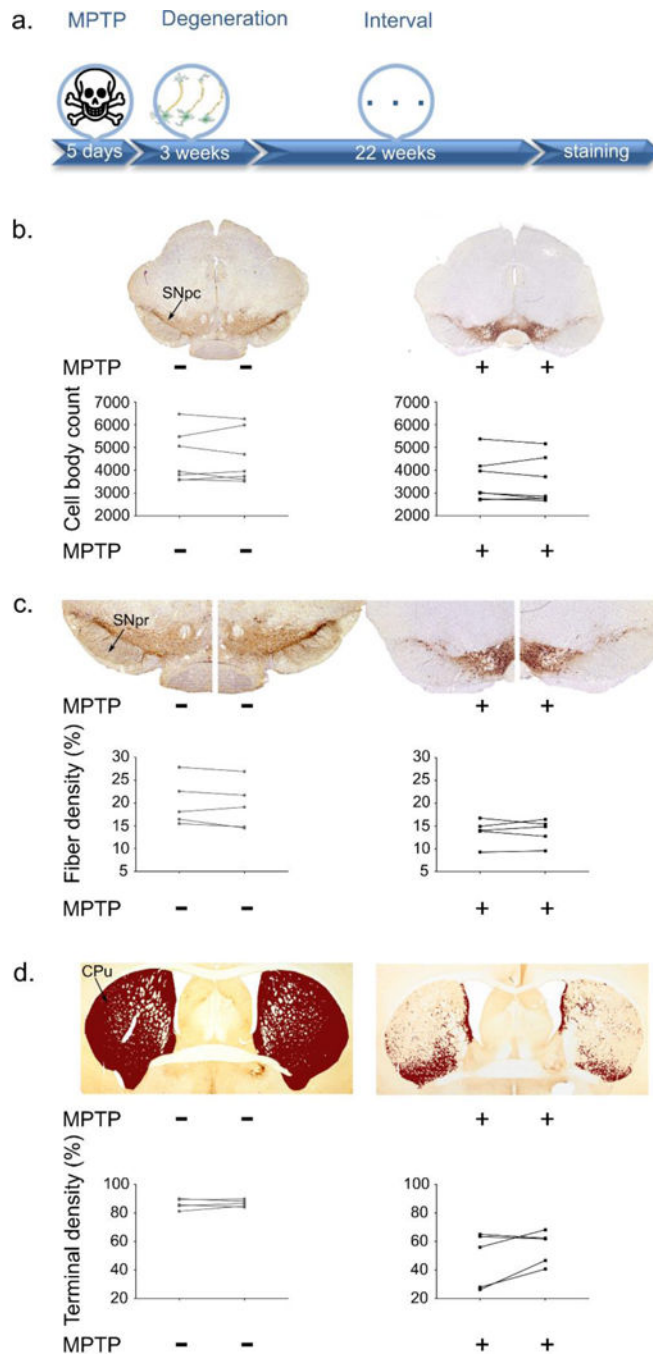 a.
MPTP Degeneration Interval
5 days 3 weeks 22 weeks staining
b.
SNpc
MPTP - - + +
Cell body count
7000 7000
6000 6000
5000 5000
4000 4000
3000 3000
2000 2000
MPTP - - + +
c.
SNpr
MPTP - - + +
Fiber density (%)
30 30
25 25
20 20
15 15
10 10
5 5
MPTP - - + +
d.
CPu
MPTP - - + +
Terminal density (%)
100 100
80 80
60 60
40 40
20 20
MPTP - - + +